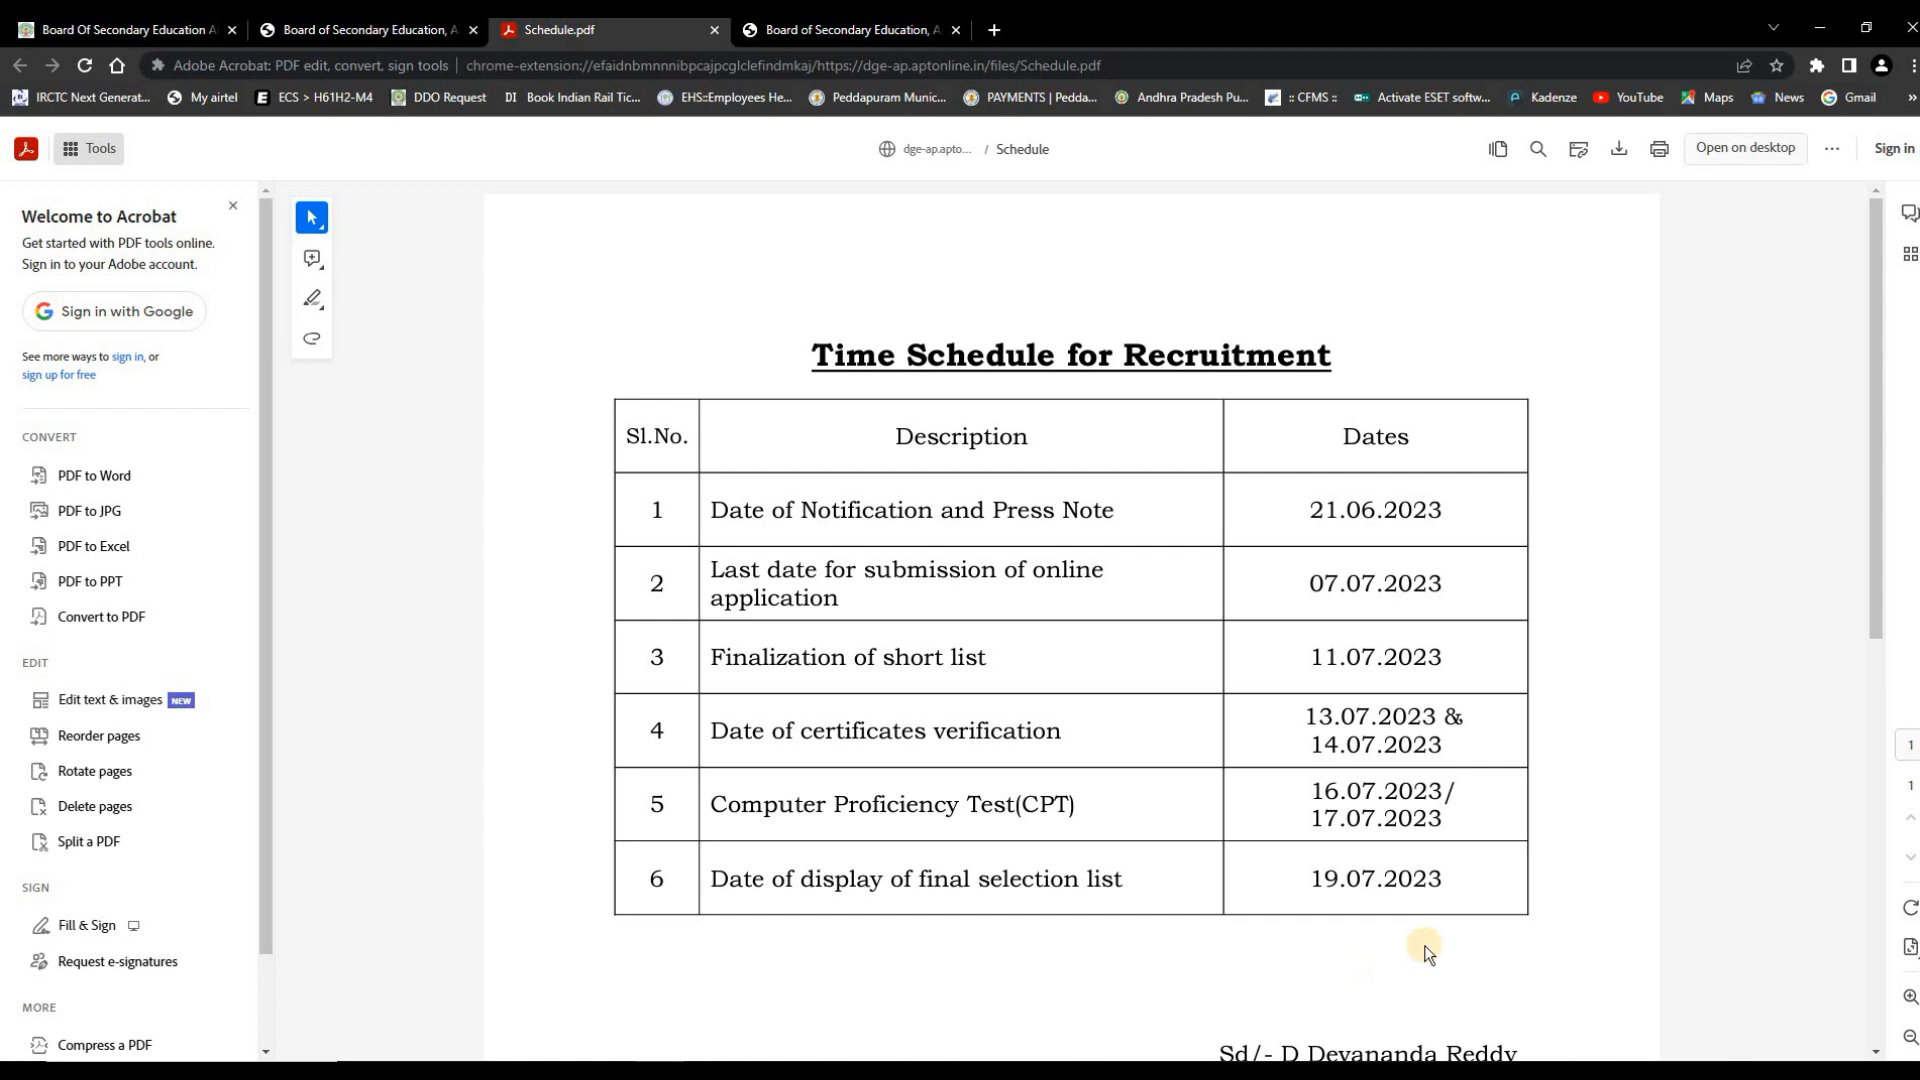 Board Of Secondary Education A
Board of Secondary Education, A
Schedule.pdf
Board of Secondary Education, A
Adobe Acrobat: PDF edit, convert, sign tools
chrome-extension://efaidnbmnnnibpcajpcglclefindmkaj/https://dge-ap.aptonline.in/files/Schedule.pdf
IRCTC Next Generat...
My airtel
ECS > H61H2-M4
DDO Request
DI Book Indian Rail Tic...
EHS::Employees He...
Peddapuram Munic...
PAYMENTS | Pedda...
Andhra Pradesh Pu...
:: CFMS ::
Activate ESET softw...
Kadenze
YouTube
Maps
News
Gmail
»
Tools
dge-ap.apto... / Schedule
Open on desktop
Sign in
Welcome to Acrobat
Get started with PDF tools online.
Sign in to your Adobe account.
Sign in with Google
See more ways to sign in, or
sign up for free
CONVERT
PDF to Word
PDF to JPG
PDF to Excel
PDF to PPT
Convert to PDF
EDIT
Edit text & images NEW
Reorder pages
Rotate pages
Delete pages
Split a PDF
SIGN
Fill & Sign
Request e-signatures
MORE
Compress a PDF
Time Schedule for Recruitment
Sl.No. Description Dates
1 Date of Notification and Press Note 21.06.2023
2 Last date for submission of online
application 07.07.2023
3 Finalization of short list 11.07.2023
4 Date of certificates verification 13.07.2023 &
14.07.2023
5 Computer Proficiency Test(CPT) 16.07.2023/
17.07.2023
6 Date of display of final selection list 19.07.2023
Sd/- D Devananda Reddy
1
1